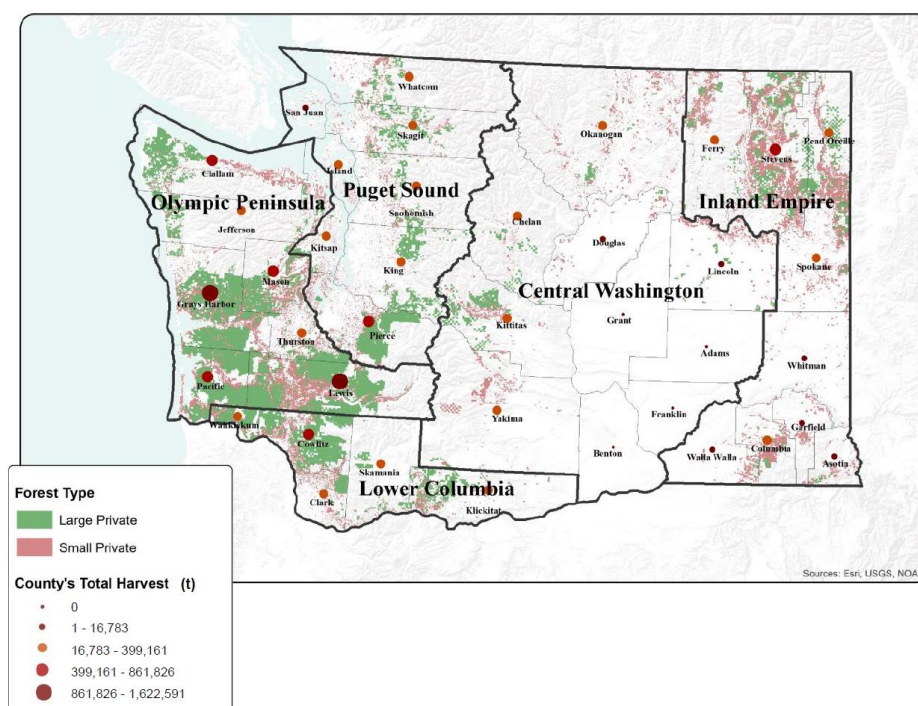 Whatcom
San Juan
Skagit
Okanogan
Ferry
Stevens
Pend Oreille
Clallam
Island
Olympic Peninsula
Puget Sound
Inland Empire
Jefferson
Snohomish
Chelan
Kitsap
Douglas
King
Lincoln
Spokane
Mason
Grays Harbor
Central Washington
Kittitas
Grant
Thurston
Pierce
Adams
Whitman
Pacific
Lewis
Yakima
Franklin
Garfield
Wahkiakum
Cowlitz
Benton
Walla Walla
Columbia
Asotin
Skamania
Lower Columbia
Clark
Klickitat
Sources: Esri, USGS, NOA
Forest Type
Large Private
Small Private
County's Total Harvest (t)
0
1 - 16,783
16,783 - 399,161
399,161 - 861,826
861,826 - 1,622,591